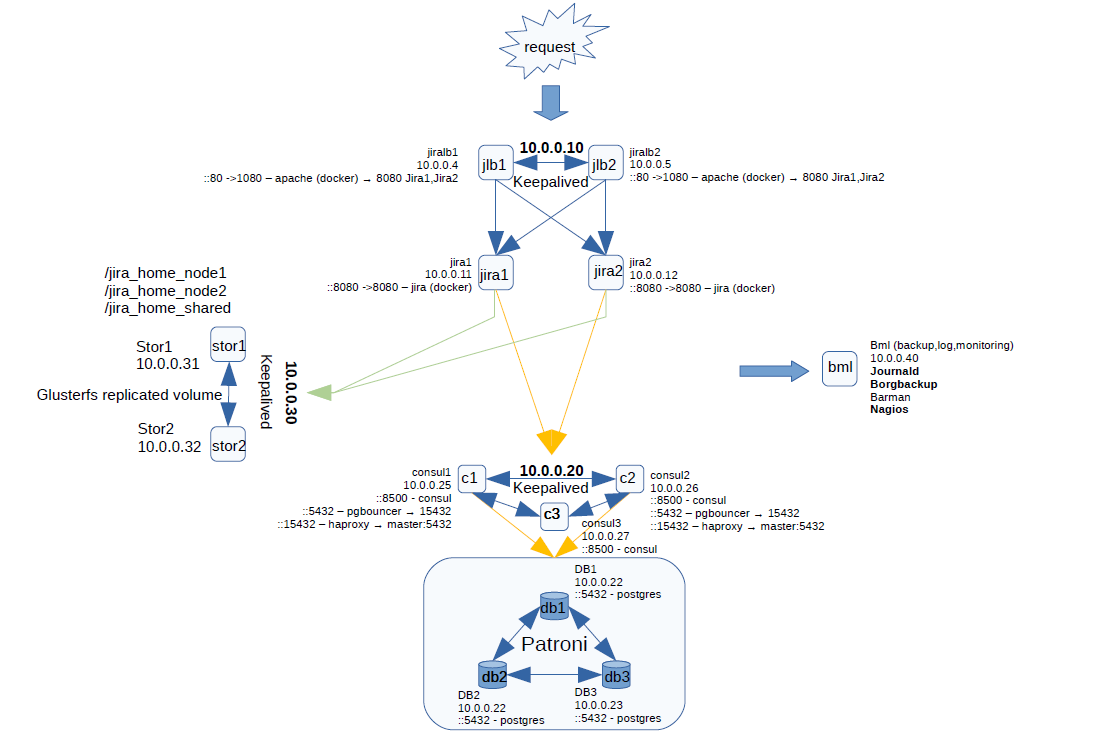 request
jiralb1
10.0.0.4
::80 ->1080 – apache (docker) → 8080 Jira1,Jira2
jlb1
10.0.0.10
Keepalived
jlb2
jiralb2
10.0.0.5
::80 ->1080 – apache (docker) → 8080 Jira1,Jira2
jira1
10.0.0.11
::8080 ->8080 – jira (docker)
jira1
jira2
jira2
10.0.0.12
::8080 ->8080 – jira (docker)
/jira_home_node1
/jira_home_node2
/jira_home_shared
Stor1
10.0.0.31
stor1
Glusterfs replicated volume
Stor2
10.0.0.32
stor2
10.0.0.30
Keepalived
bml
Bml (backup,log,monitoring)
10.0.0.40
Journald
Borgbackup
Barman
Nagios
consul1
10.0.0.25
::8500 - consul
::5432 – pgbouncer → 15432
::15432 – haproxy → master:5432
c1
10.0.0.20
Keepalived
c2
c3
consul2
10.0.0.26
::8500 - consul
::5432 – pgbouncer → 15432
::15432 – haproxy → master:5432
consul3
10.0.0.27
::8500 - consul
DB1
10.0.0.22
::5432 - postgres
db1
Patroni
db2
db3
DB2
10.0.0.22
::5432 - postgres
DB3
10.0.0.23
::5432 - postgres